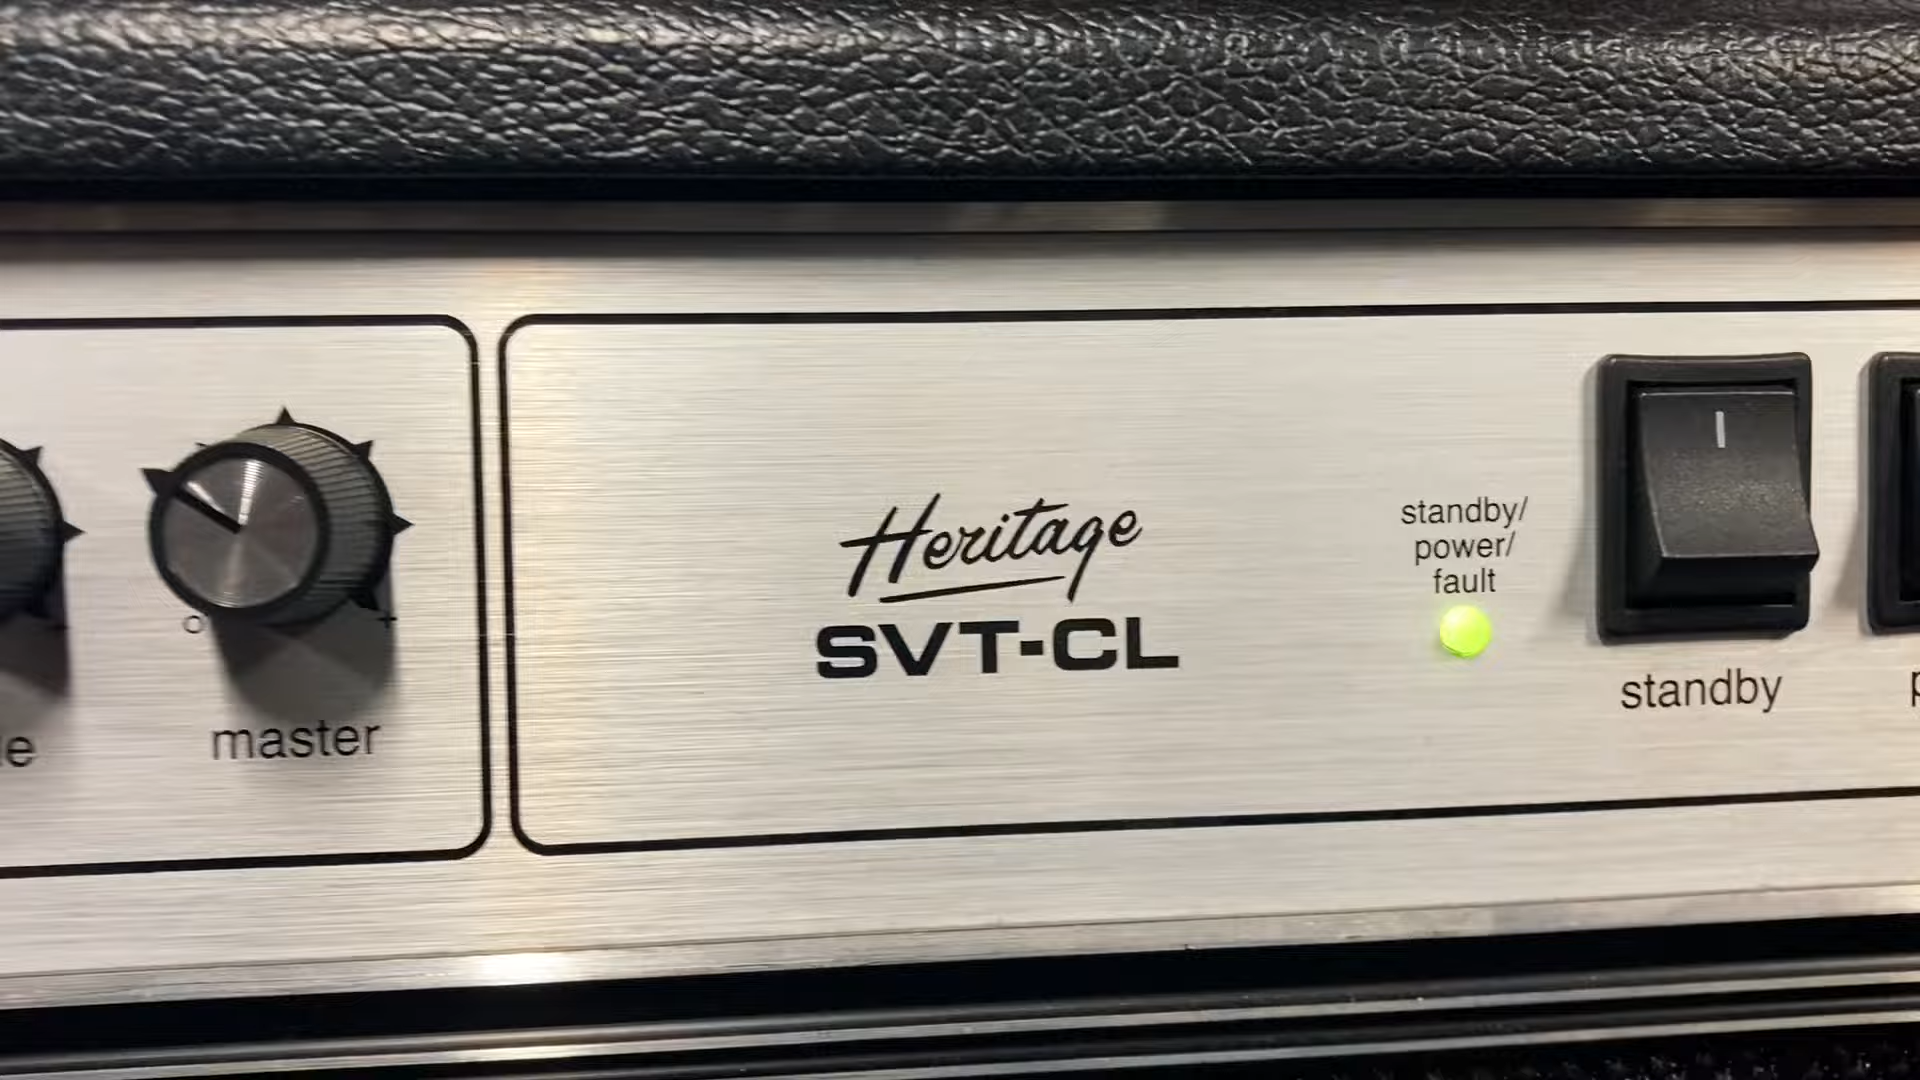 master
Heritage
SVT-CL
standby/
power/
fault
standby